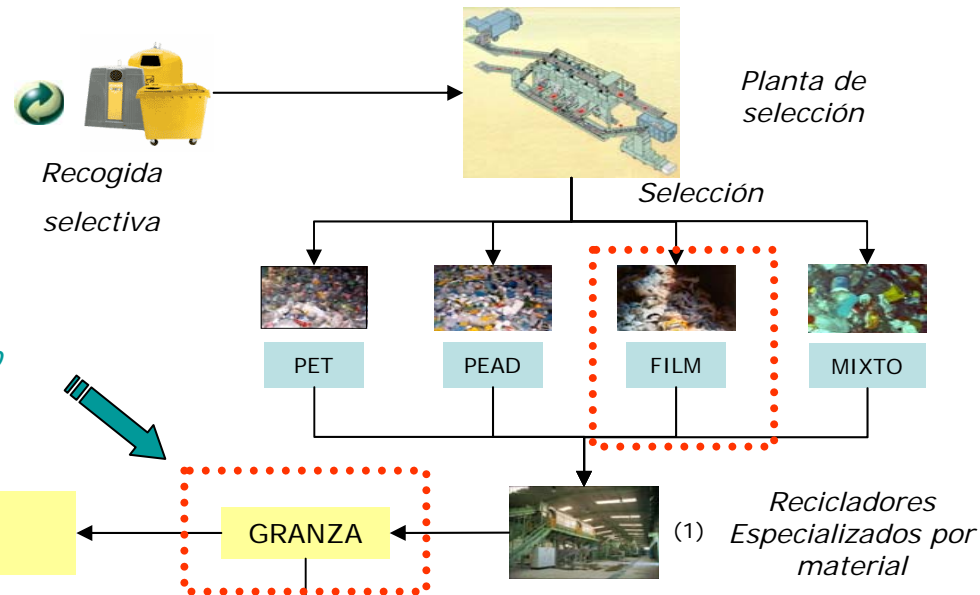 Planta de
selección
Recogida
selectiva
Selección
PET
PEAD
FILM
MIXTO
GRANZA
(1)
Recicladores
Especializados por
material